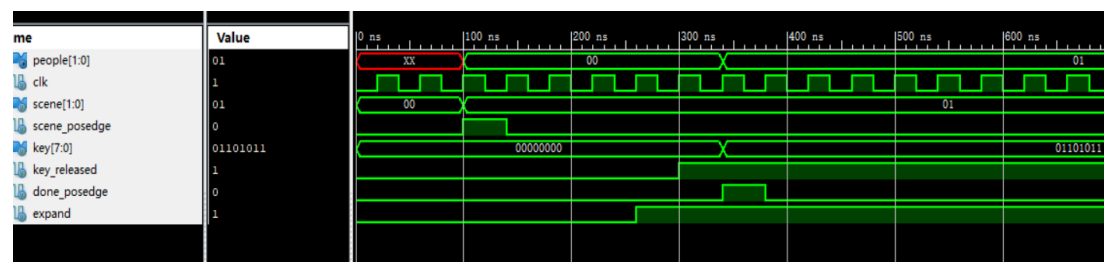 me Value
0 ns 100 ns 200 ns 300 ns 400 ns 500 ns 600 ns
people[1:0] 01 XX 00 01
clk 1
scene[1:0] 01 00 01
scene_posedge 0
key[7:0] 01101011 00000000 01101011
key_released 1
done_posedge 0
expand 1